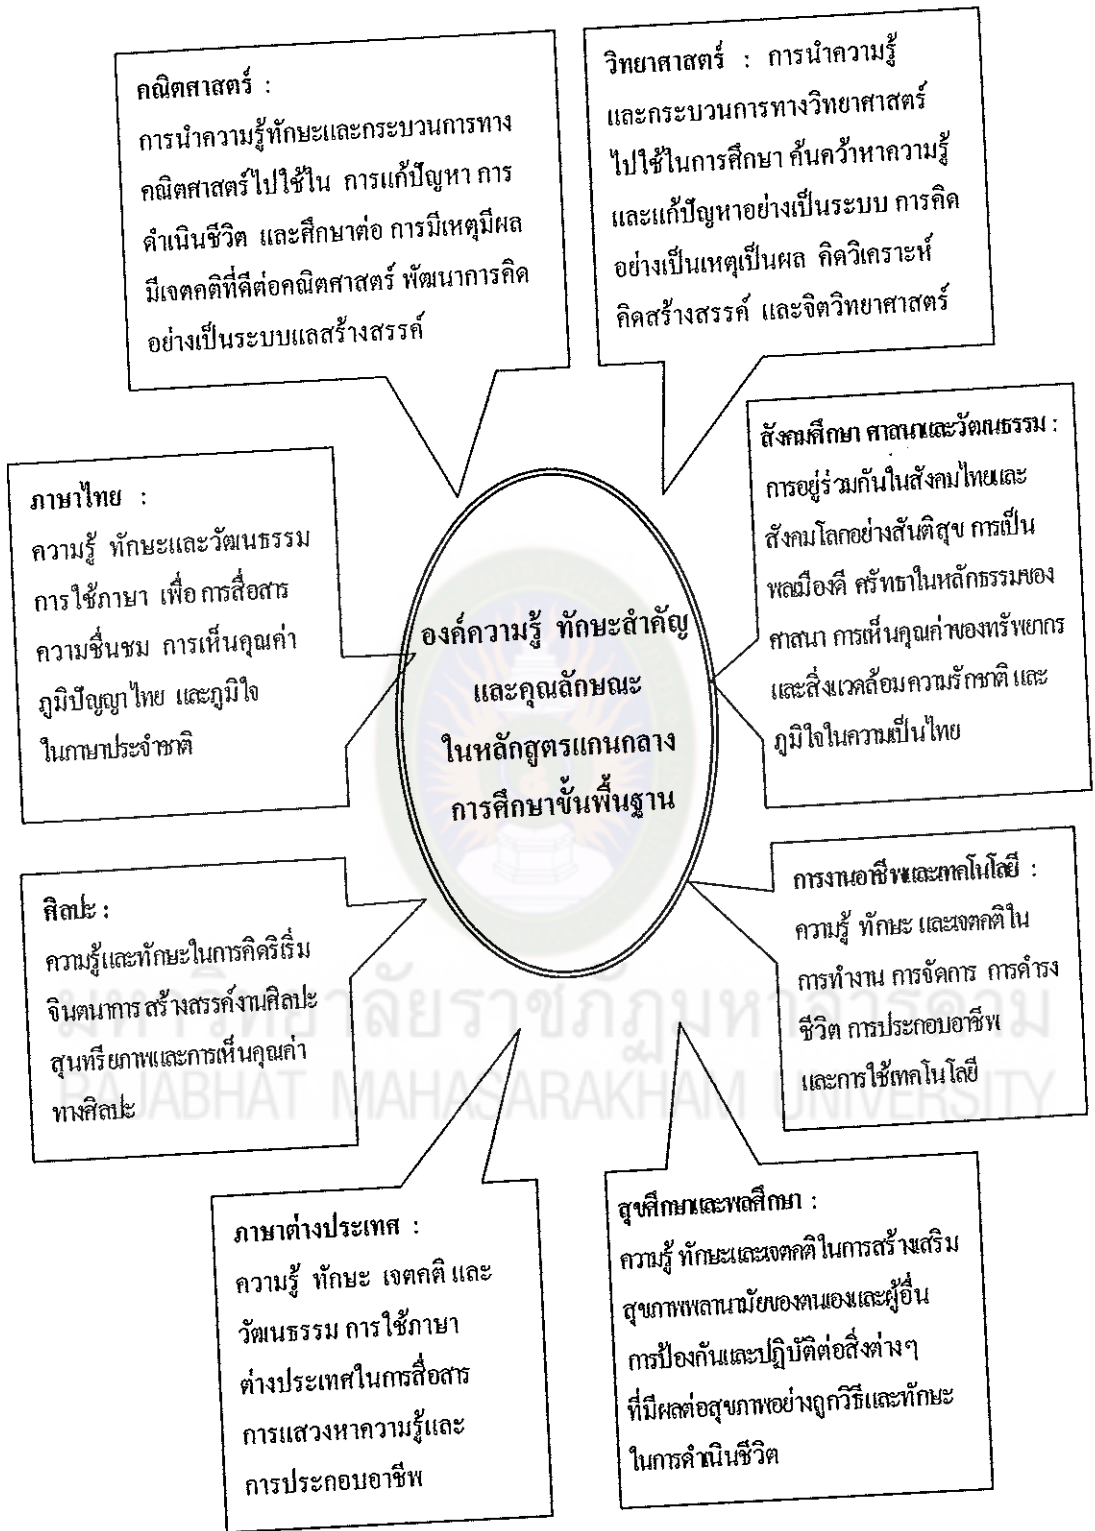 คณิตศาสตร์ :
การนำความรู้ทักษะและกระบวนการทาง
คณิตศาสตร์ไปใช้ใน การแก้ปัญหา การ
ดำเนินชีวิต และศึกษาต่อ การมีเหตุมีผล
มีเจตคติที่ดีต่อคณิตศาสตร์ พัฒนาการคิด
อย่างเป็นระบบแลสร้างสรรค์
วิทยาศาสตร์ : การนำความรู้
และกระบวนการทางวิทยาศาสตร์
ไปใช้ในการศึกษา ค้นคว้าหาความรู้
และแก้ปัญหาอย่างเป็นระบบ การคิด
อย่างเป็นเหตุเป็นผล คิดวิเคราะห์
คิดสร้างสรรค์ และจิตวิทยาศาสตร์
ภาษาไทย :
ความรู้ ทักษะและวัฒนธรรม
การใช้ภาษา เพื่อ การสื่อสาร
ความชื่นชม การเห็นคุณค่า
ภูมิปัญญา ไทย และภูมิใจ
ในภาษาประจำชาติ
องค์ความรู้ ทักษะสำคัญ
และคุณลักษณะ
ในหลักสูตรแกนกลาง
การศึกษาขั้นพื้นฐาน
สังคมศึกษา ศาสนาและวัฒนธรรม :
การอยู่ร่วมกันในสังคมไทยและ
สังคมโลกอย่างสันติสุข การเป็น
พลเมืองดี ศรัทธาในหลักธรรมของ
ศาสนา การเห็นคุณค่าของทรัพยากร
และสิ่งแวดล้อม ความรักชาติ และ
ภูมิใจในความเป็นไทย
ศิลปะ :
ความรู้และทักษะในการคิดริเริ่ม
จินตนาการ สร้างสรรค์งานศิลปะ
สุนทรียภาพและการเห็นคุณค่า
ทางศิลปะ
การงานอาชีพและเทคโนโลยี :
ความรู้ ทักษะ และเจตคติใน
การทำงาน การจัดการ การดำรง
ชีวิต การประกอบอาชีพ
และการใช้เทคโนโลยี
มหาวิทยาลัยราชภัฏมหาสารคาม
RAJABHAT MAHASARAKHAM UNIVERSITY
ภาษาต่างประเทศ :
ความรู้ ทักษะ เจตคติ และ
วัฒนธรรม การใช้ภาษา
ต่างประเทศในการสื่อสาร
การแสวงหาความรู้และ
การประกอบอาชีพ
สุขศึกษาและพลศึกษา :
ความรู้ ทักษะและเจตคติในการสร้างเสริม
สุขภาพพลานามัยของตนเองและผู้อื่น
การป้องกันและปฏิบัติต่อสิ่งต่างๆ
ที่มีผลต่อสุขภาพอย่างถูกวิธีและทักษะ
ในการดำเนินชีวิต